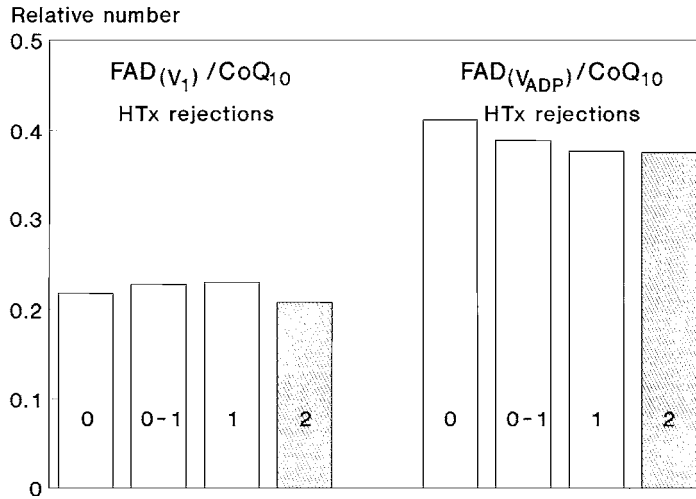 Relative number
0.5
FAD(V1)/CoQ10
HTx rejections
FAD(VADP)/CoQ10
HTx rejections
0.4
0.3
0.2
0.1
0 0-1 1 2
0 0-1 1 2
0